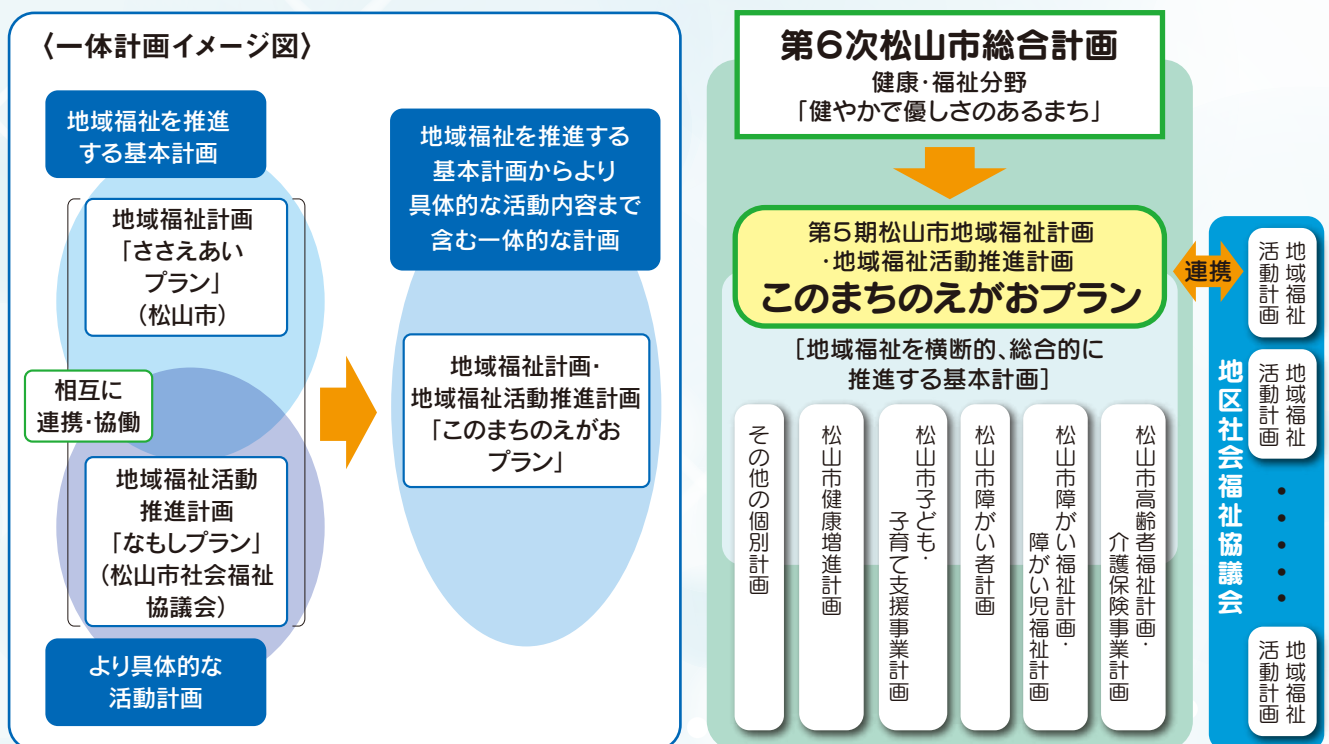 〈一体計画イメージ図〉
地域福祉を推進
する基本計画
地域福祉計画
「ささえあい
プラン」
(松山市)
相互に
連携・協働
地域福祉活動
推進計画
「なもしプラン」
(松山市社会福祉
協議会)
より具体的な
活動計画
地域福祉を推進する
基本計画からより
具体的な活動内容まで
含む一体的な計画
地域福祉計画・
地域福祉活動推進計画
「このまちのえがお
プラン」
第6次松山市総合計画
健康・福祉分野
「健やかで優しさのあるまち」
第5期松山市地域福祉計画
・地域福祉活動推進計画
このまちのえがおプラン
[地域福祉を横断的、総合的に
推進する基本計画]
松山市高齢者福祉計画・
介護保険事業計画
松山市障がい福祉計画・
障がい児福祉計画
松山市障がい者計画
松山市子ども・
子育て支援事業計画
松山市健康増進計画
その他の個別計画
連携
地域福祉
活動計画
地域福祉
活動計画
・・・・・
地域福祉
活動計画
地区社会福祉協議会